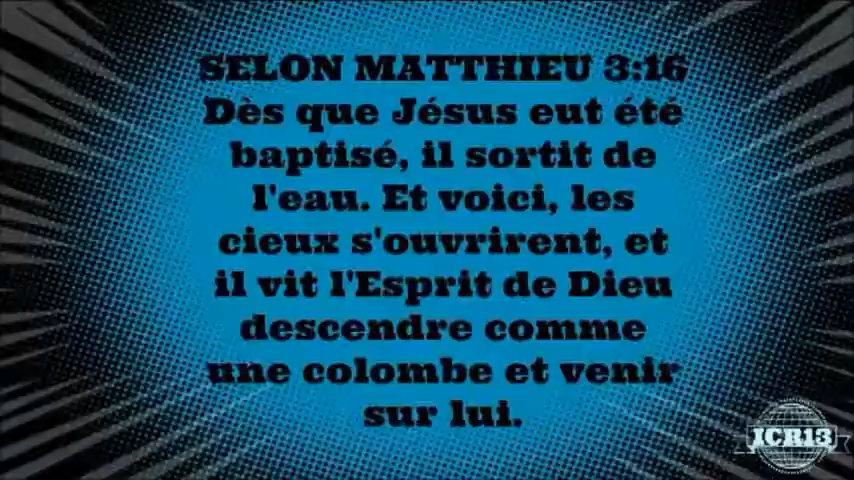 SELON MATTHIEU 3:16
Dès que Jésus eut été
baptisé, il sortit de
l'eau. Et voici, les
cieux s'ouvrirent, et
il vit l'Esprit de Dieu
descendre comme
une colombe et venir
sur lui.
ICR13